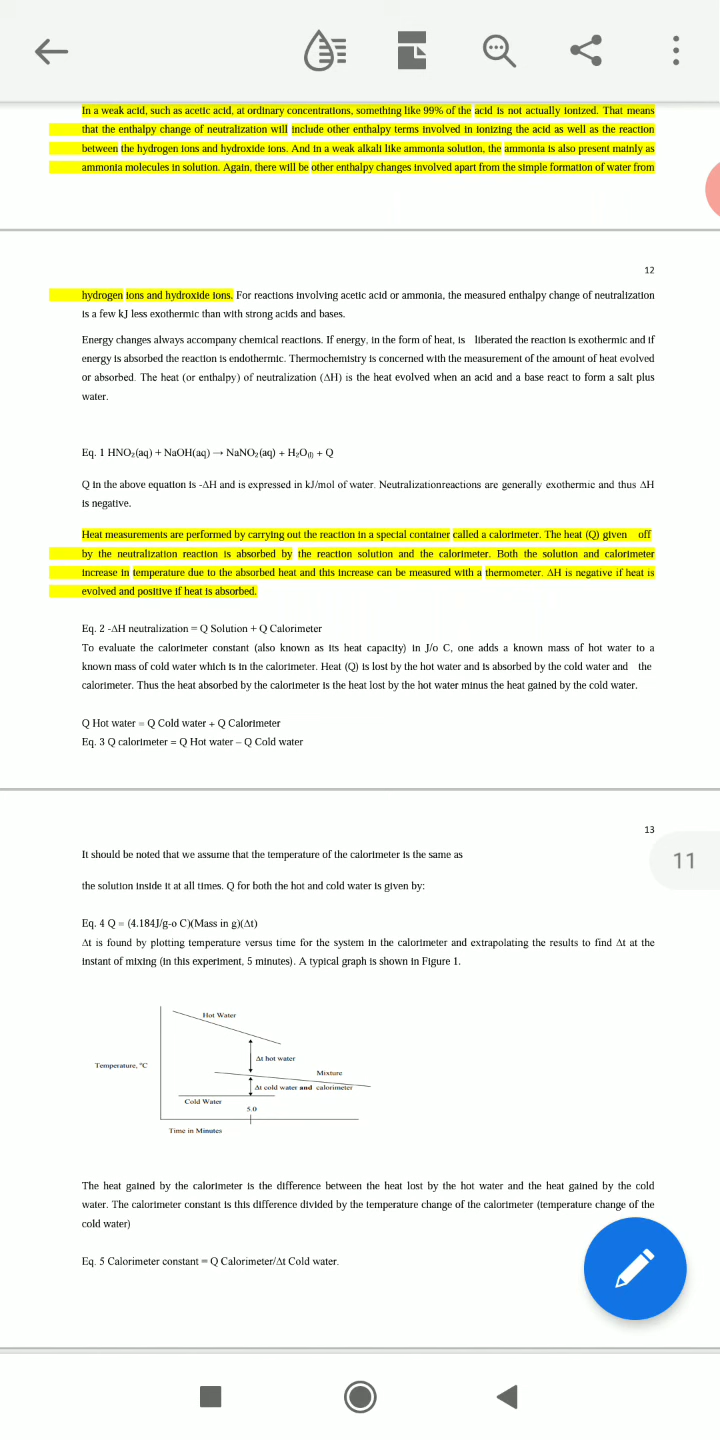 In a weak acid, such as acetic acid, at ordinary concentrations, something like 99% of the acid is not actually ionized. That means
that the enthalpy change of neutralization will include other enthalpy terms involved in ionizing the acid as well as the reaction
between the hydrogen ions and hydroxide ions. And in a weak alkali like ammonia solution, the ammonia is also present mainly as
ammonia molecules in solution. Again, there will be other enthalpy changes involved apart from the simple formation of water from
12
hydrogen ions and hydroxide ions. For reactions involving acetic acid or ammonia, the measured enthalpy change of neutralization
is a few kJ less exothermic than with strong acids and bases.
Energy changes always accompany chemical reactions. If energy, in the form of heat, is liberated the reaction is exothermic and if
energy is absorbed the reaction is endothermic. Thermochemistry is concerned with the measurement of the amount of heat evolved
or absorbed. The heat (or enthalpy) of neutralization (ΔH) is the heat evolved when an acid and a base react to form a salt plus
water.
Eq. 1 HNO₂(aq) + NaOH(aq) → NaNO₂(aq) + H₂O₍l₎ + Q
Q in the above equation is -ΔH and is expressed in kJ/mol of water. Neutralizationreactions are generally exothermic and thus ΔH
is negative.
Heat measurements are performed by carrying out the reaction in a special container called a calorimeter. The heat (Q) given off
by the neutralization reaction is absorbed by the reaction solution and the calorimeter. Both the solution and calorimeter
increase in temperature due to the absorbed heat and this increase can be measured with a thermometer. ΔH is negative if heat is
evolved and positive if heat is absorbed.
Eq. 2 -ΔH neutralization = Q Solution + Q Calorimeter
To evaluate the calorimeter constant (also known as its heat capacity) in J/o C, one adds a known mass of hot water to a
known mass of cold water which is in the calorimeter. Heat (Q) is lost by the hot water and is absorbed by the cold water and the
calorimeter. Thus the heat absorbed by the calorimeter is the heat lost by the hot water minus the heat gained by the cold water.
Q Hot water = Q Cold water + Q Calorimeter
Eq. 3 Q calorimeter = Q Hot water – Q Cold water
13
11
It should be noted that we assume that the temperature of the calorimeter is the same as
the solution inside it at all times. Q for both the hot and cold water is given by:
Eq. 4 Q = (4.184J/g-o C)(Mass in g)(Δt)
Δt is found by plotting temperature versus time for the system in the calorimeter and extrapolating the results to find Δt at the
instant of mixing (in this experiment, 5 minutes). A typical graph is shown in Figure 1.
Hot Water
Δt hot water
Temperature, °C
Mixture
Δt cold water and calorimeter
Cold Water
5.0
Time in Minutes
The heat gained by the calorimeter is the difference between the heat lost by the hot water and the heat gained by the cold
water. The calorimeter constant is this difference divided by the temperature change of the calorimeter (temperature change of the
cold water)
Eq. 5 Calorimeter constant = Q Calorimeter/Δt Cold water.